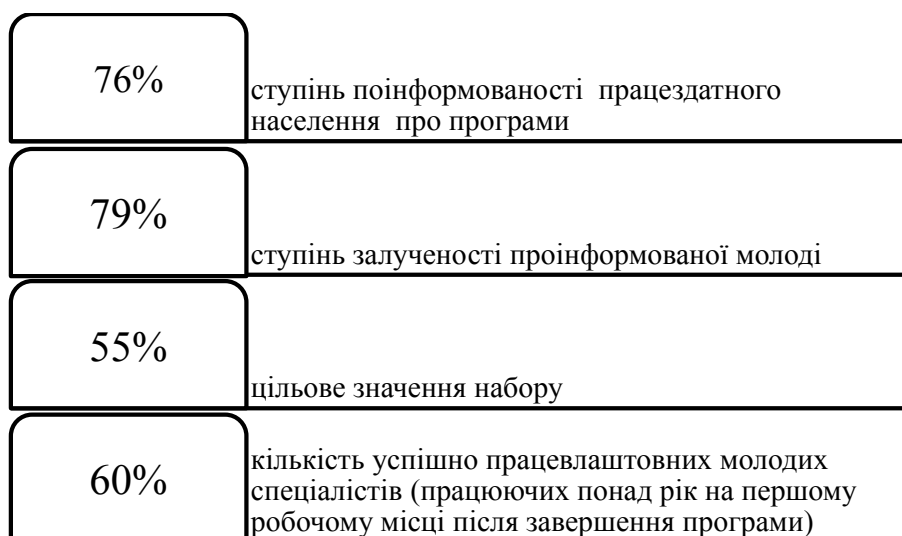 76%
ступінь поінформованості працездатного
населення про програми
79%
ступінь залученості проінформованої молоді
55%
цільове значення набору
60%
кількість успішно працевлаштовних молодих
спеціалістів (працюючих понад рік на першому
робочому місці після завершення програми)